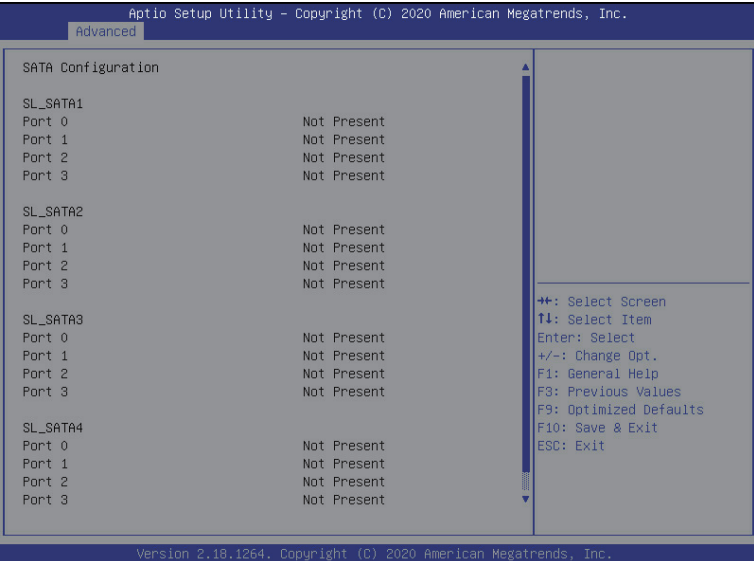 Aptio Setup Utility – Copyright (C) 2020 American Megatrends, Inc.
Advanced
SATA Configuration
SL_SATA1
Port 0 Not Present
Port 1 Not Present
Port 2 Not Present
Port 3 Not Present
SL_SATA2
Port 0 Not Present
Port 1 Not Present
Port 2 Not Present
Port 3 Not Present
SL_SATA3
Port 0 Not Present
Port 1 Not Present
Port 2 Not Present
Port 3 Not Present
SL_SATA4
Port 0 Not Present
Port 1 Not Present
Port 2 Not Present
Port 3 Not Present
→←: Select Screen
↑↓: Select Item
Enter: Select
+/-: Change Opt.
F1: General Help
F3: Previous Values
F9: Optimized Defaults
F10: Save & Exit
ESC: Exit
Version 2.18.1264. Copyright (C) 2020 American Megatrends, Inc.